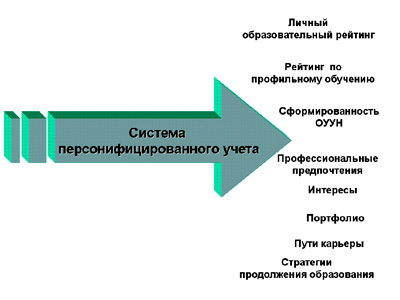 Личный
образовательный рейтинг
Рейтинг по
профильному обучению
Сформированность
ОУУН
Система
персонифицированного учета
Профессиональные
предпочтения
Интересы
Портфолио
Пути карьеры
Стратегии
продолжения образования